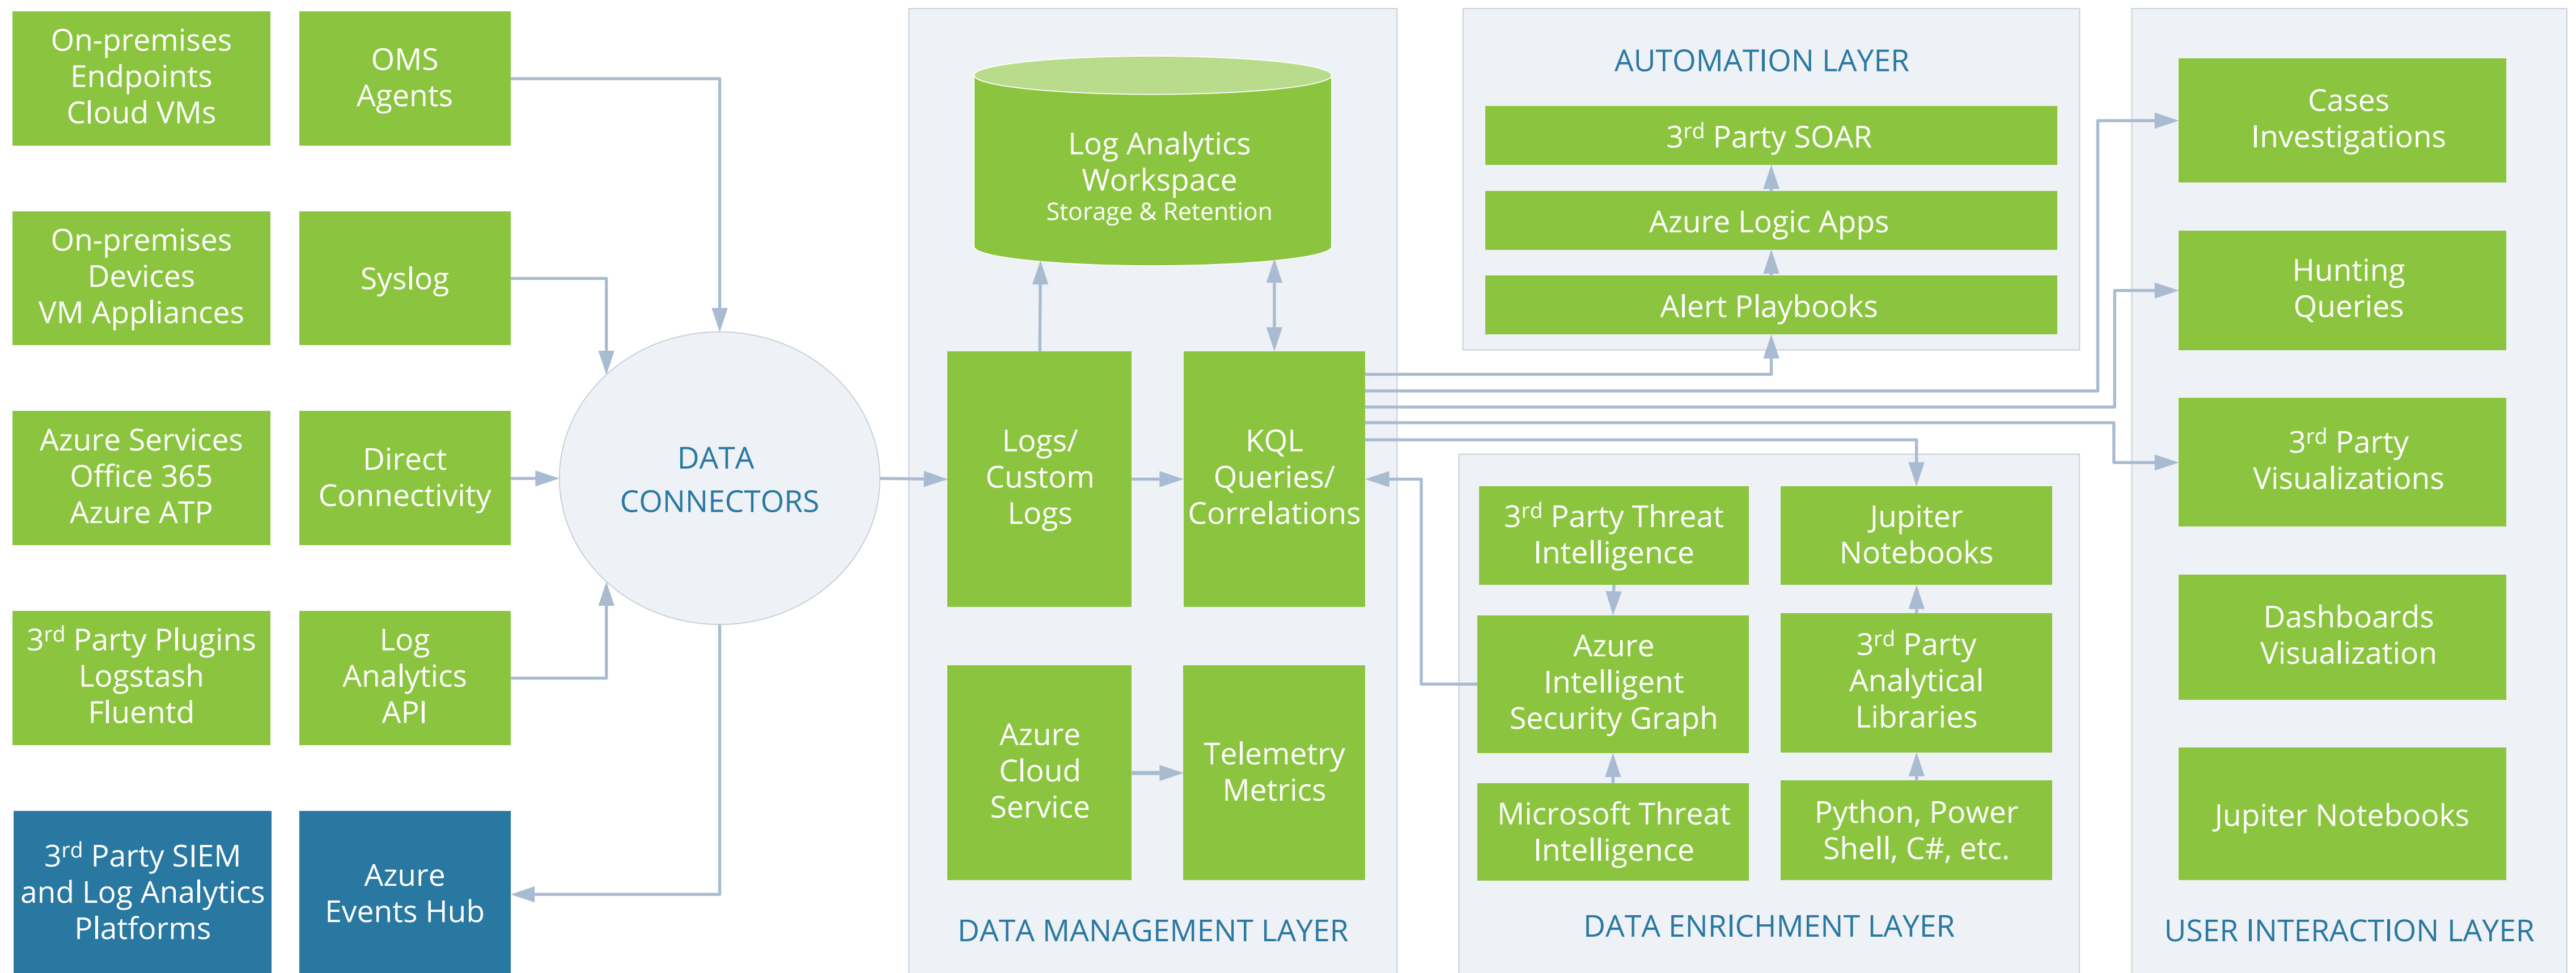 On-premises
Endpoints
Cloud VMs
OMS
Agents
On-premises
Devices
VM Appliances
Syslog
Azure Services
Office 365
Azure ATP
Direct
Connectivity
3rd Party Plugins
Logstash
Fluentd
Log
Analytics
API
3rd Party SIEM
and Log Analytics
Platforms
Azure
Events Hub
DATA
CONNECTORS
Log Analytics
Workspace
Storage & Retention
Logs/
Custom
Logs
KQL
Queries/
Correlations
Azure
Cloud
Service
Telemetry
Metrics
DATA MANAGEMENT LAYER
AUTOMATION LAYER
3rd Party SOAR
Azure Logic Apps
Alert Playbooks
3rd Party Threat
Intelligence
Azure
Intelligent
Security Graph
Microsoft Threat
Intelligence
Jupiter
Notebooks
3rd Party
Analytical
Libraries
Python, Power
Shell, C#, etc.
DATA ENRICHMENT LAYER
Cases
Investigations
Hunting
Queries
3rd Party
Visualizations
Dashboards
Visualization
Jupiter Notebooks
USER INTERACTION LAYER